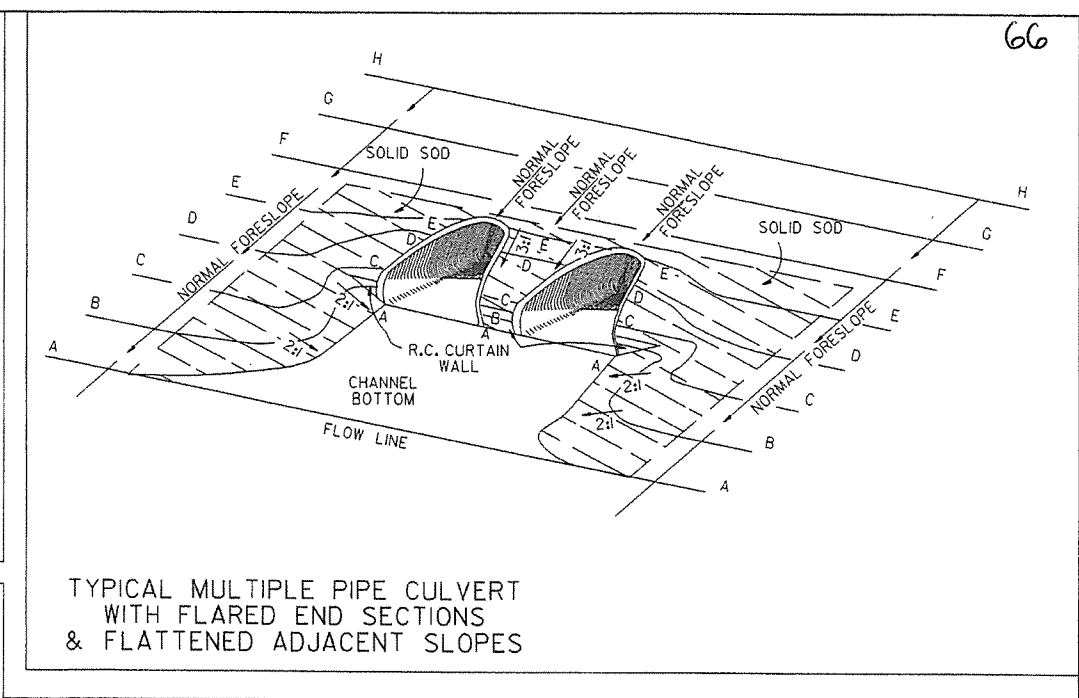 66
H
G
F
E
D
C
B
A
SOLID SOD
NORMAL FORESLOPE
NORMAL
FORESLOPE
NORMAL
FORESLOPE
NORMAL
FORESLOPE
SOLID SOD
H
G
F
E
D
C
B
A
NORMAL FORESLOPE
E
D
C
A
3:1
E
D
C
B
A
3:1
E
D
C
A
2:1
2:1
2:1
2:1
2:1
R.C. CURTAIN
WALL
CHANNEL
BOTTOM
FLOW LINE
TYPICAL MULTIPLE PIPE CULVERT
WITH FLARED END SECTIONS
& FLATTENED ADJACENT SLOPES